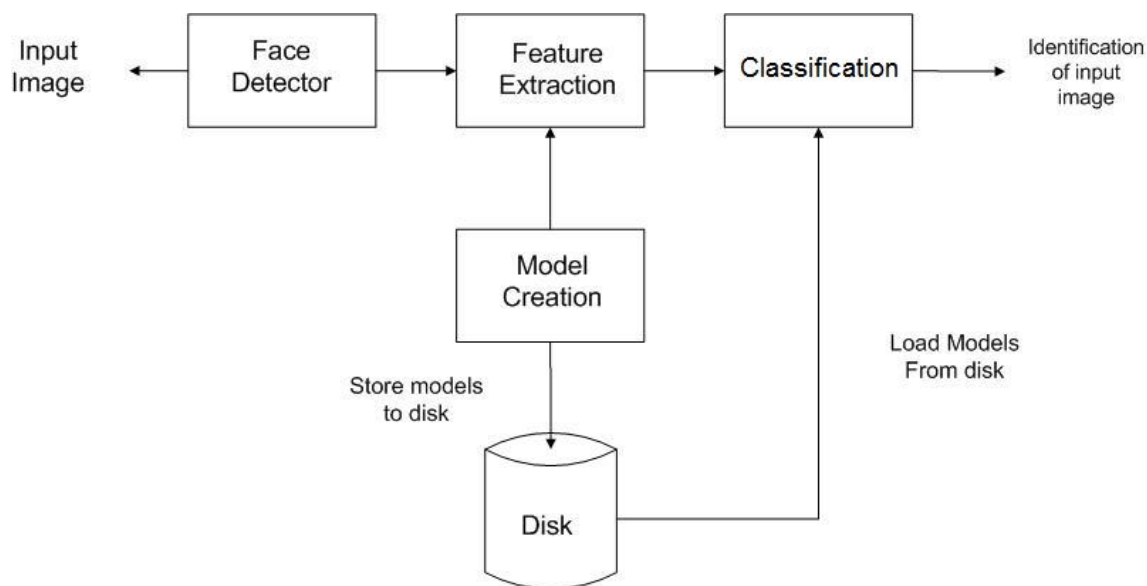 Input
Image
Face
Detector
Feature
Extraction
Classification
Identification
of input
image
Model
Creation
Store models
to disk
Load Models
From disk
Disk